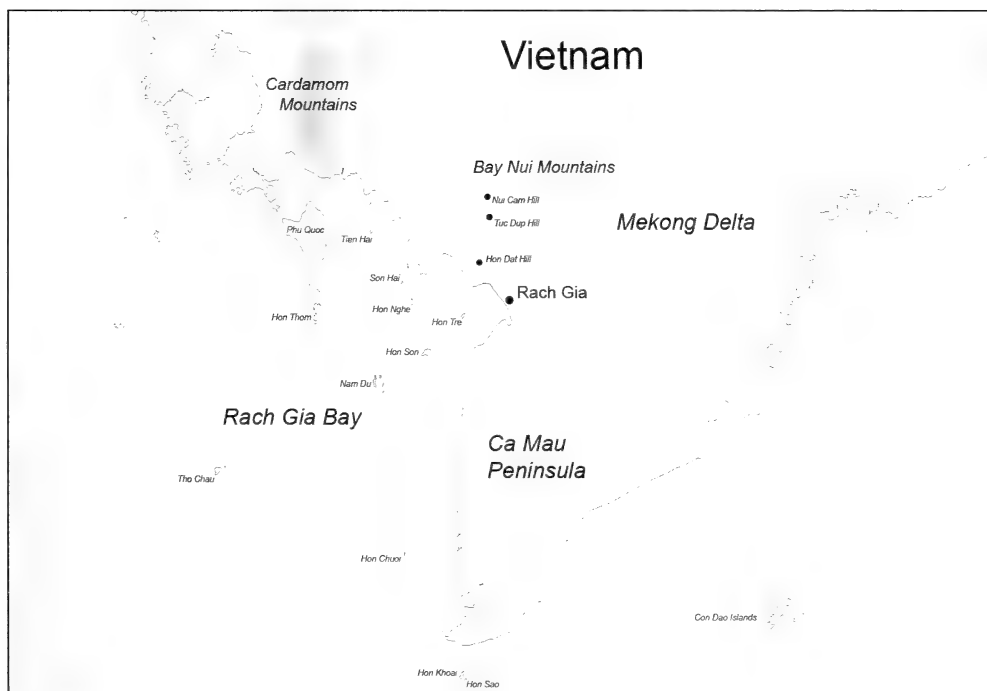 Vietnam
Cardamom
Mountains
Bay Nui Mountains
Nui Cam Hill
Tuc Dup Hill
Mekong Delta
Phu Quoc
Tien Hai
Hon Dat Hill
Son Hai
Rach Gia
Hon Nghe
Hon Thom
Hon Tre
Hon Son
Nam Du
Rach Gia Bay
Ca Mau
Peninsula
Tho Chau
Hon Chuoi
Con Dao Islands
Hon Khoai
Hon Sao